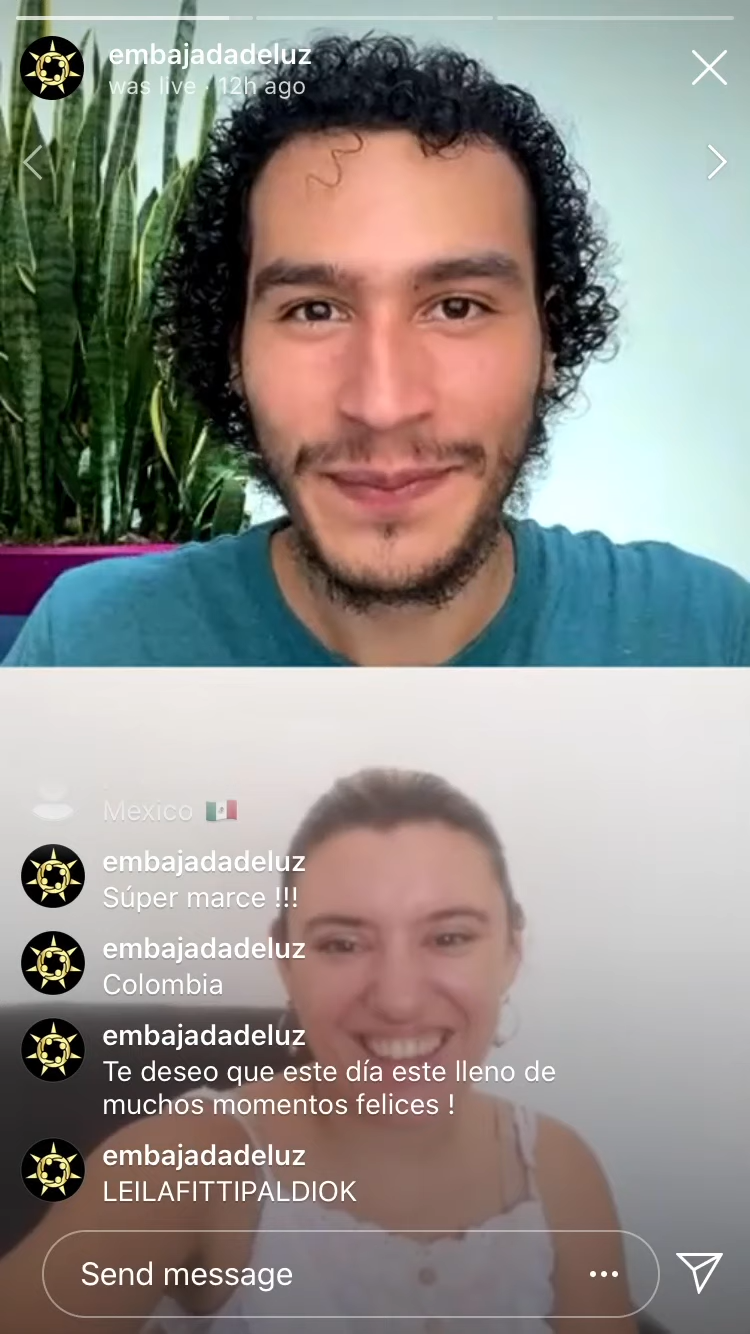 embajadadeluz
was live · 12h ago
Mexico 🇲🇽
embajadadeluz
Súper marce !!!
embajadadeluz
Colombia
embajadadeluz
Te deseo que este día este lleno de
muchos momentos felices !
embajadadeluz
LEILAFITTIPALDIOK
Send message